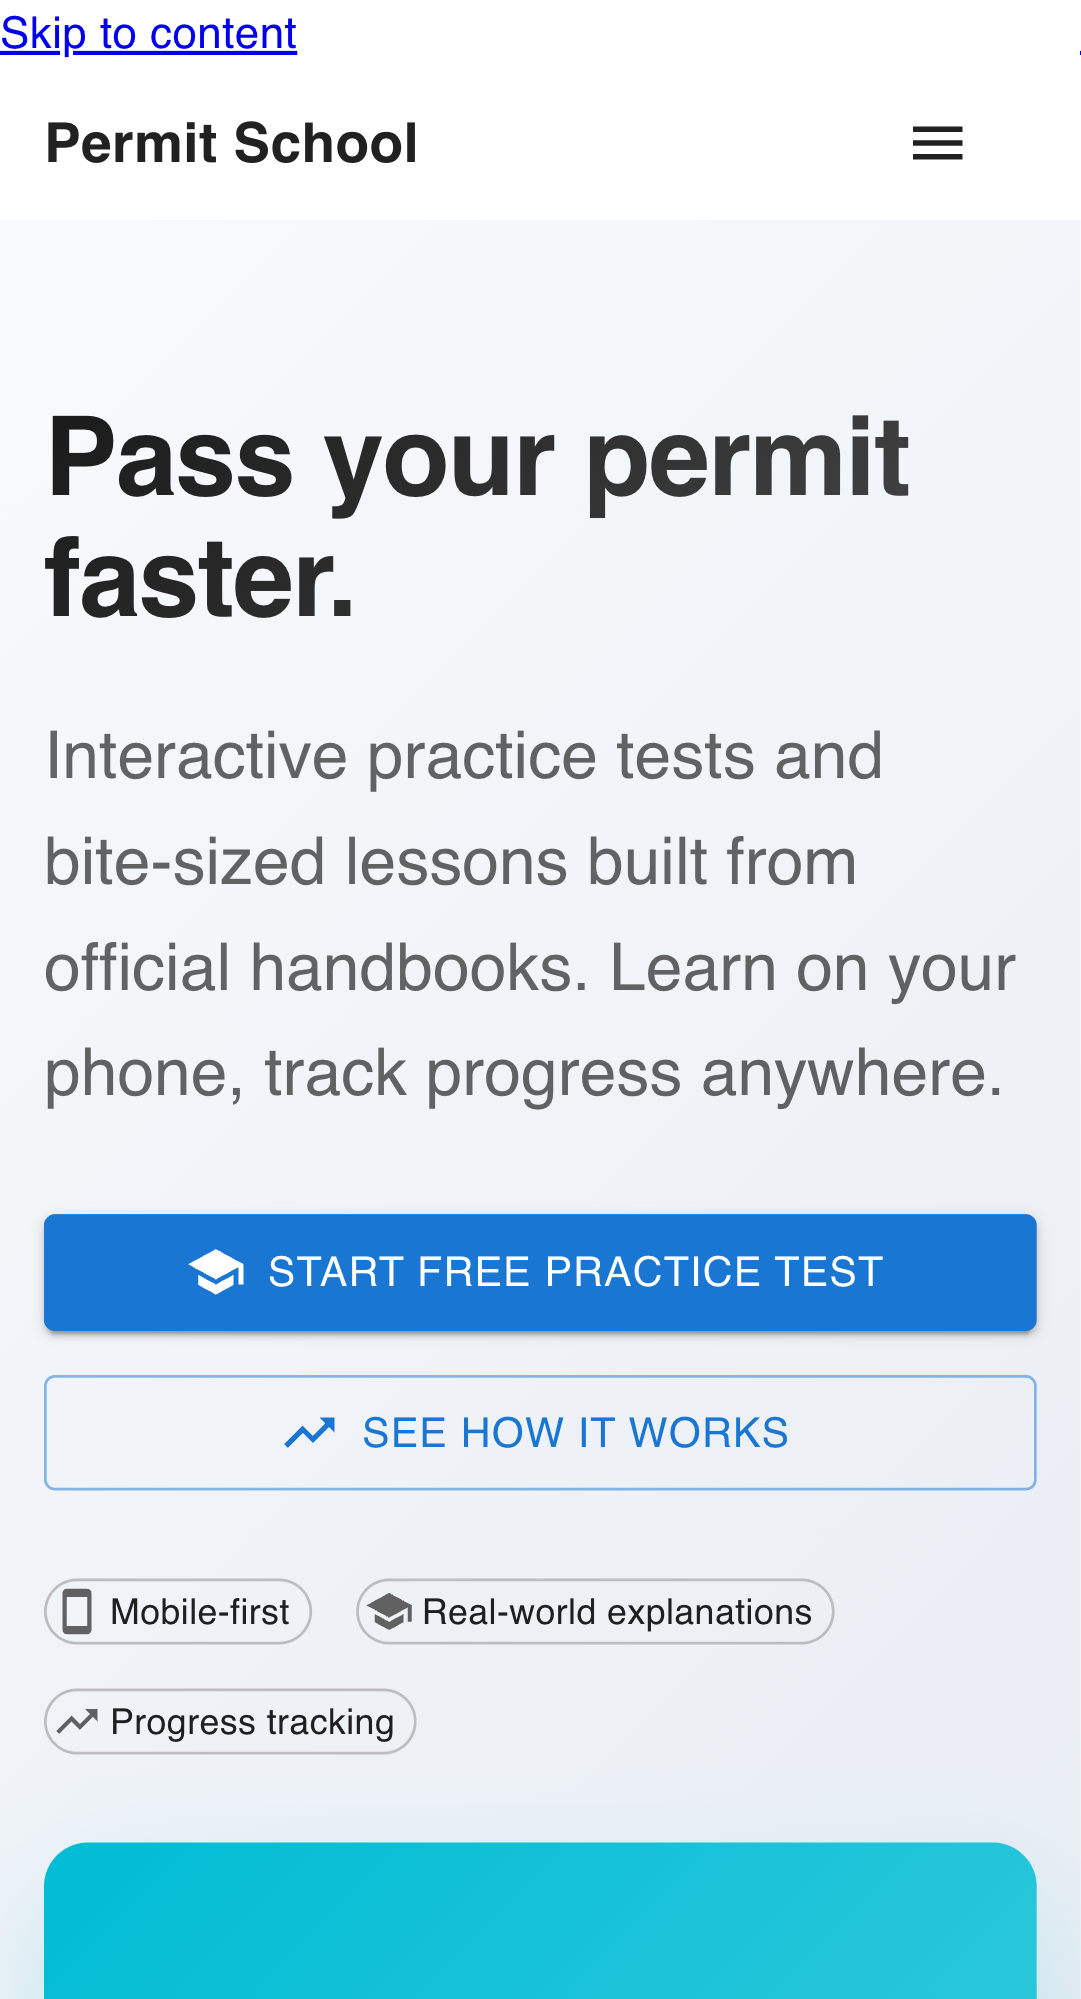 Skip to content
Permit School
Pass your permit
faster.
Interactive practice tests and
bite-sized lessons built from
official handbooks. Learn on your
phone, track progress anywhere.
START FREE PRACTICE TEST
SEE HOW IT WORKS
Mobile-first
Real-world explanations
Progress tracking